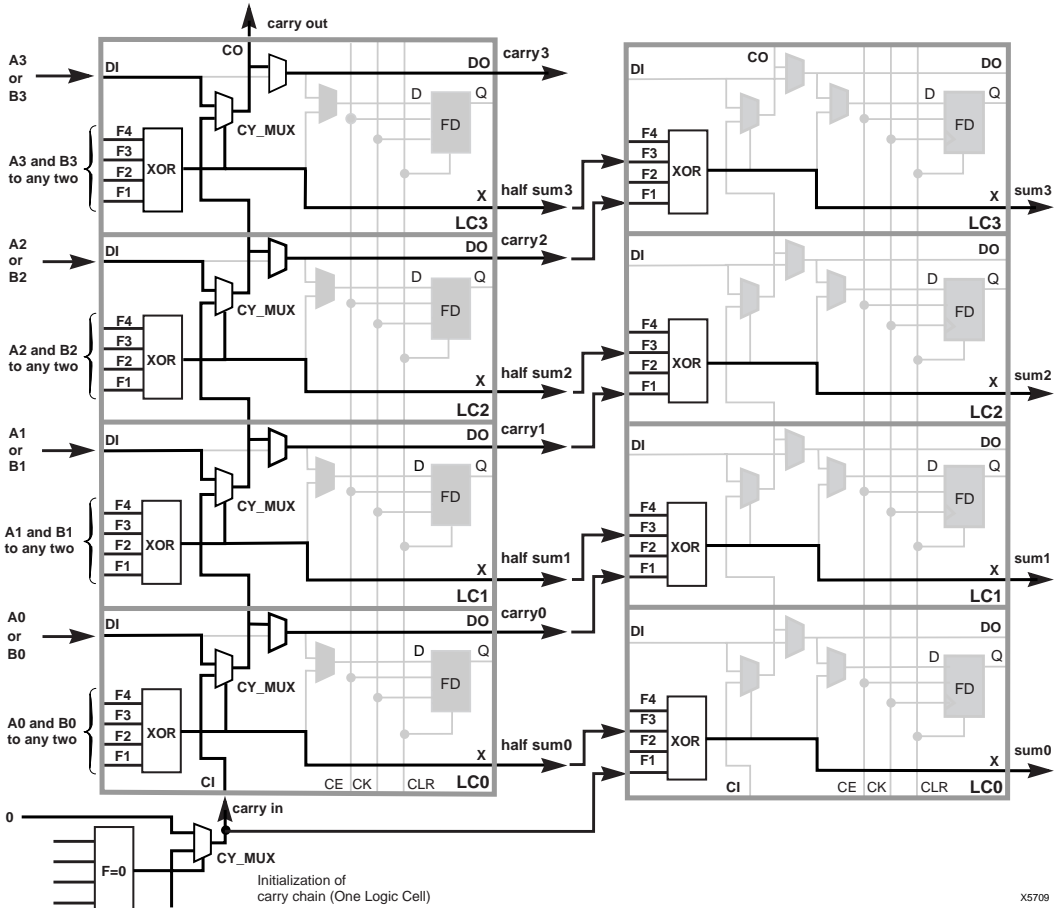 carry out
A3
or
B3
DI
CO
DO
carry3
D
Q
FD
CY_MUX
A3 and B3
to any two
F4
F3
F2
F1
XOR
X
half sum3
LC3
A2
or
B2
DI
DO
carry2
D
Q
FD
CY_MUX
A2 and B2
to any two
F4
F3
F2
F1
XOR
X
half sum2
LC2
A1
or
B1
DI
DO
carry1
D
Q
FD
CY_MUX
A1 and B1
to any two
F4
F3
F2
F1
XOR
X
half sum1
LC1
A0
or
B0
DI
DO
carry0
D
Q
FD
CY_MUX
A0 and B0
to any two
F4
F3
F2
F1
XOR
X
half sum0
CI
CE
CK
CLR
LC0
carry in
0
F=0
CY_MUX
Initialization of
carry chain (One Logic Cell)
DI
CO
DO
D
Q
FD
F4
F3
F2
F1
XOR
X
sum3
LC3
DI
DO
D
Q
FD
F4
F3
F2
F1
XOR
X
sum2
LC2
DI
DO
D
Q
FD
F4
F3
F2
F1
XOR
X
sum1
LC1
DI
DO
D
Q
FD
F4
F3
F2
F1
XOR
X
sum0
CI
CE
CK
CLR
LC0
X5709